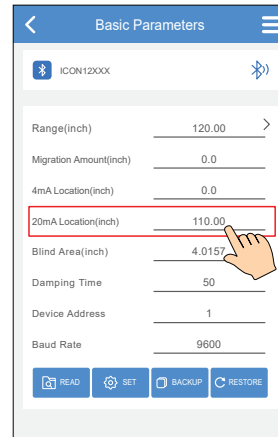 Basic Parameters
ICON12XXX
Range(inch) 120.00
Migration Amount(inch) 0.0
4mA Location(inch) 0.0
20mA Location(inch) 110.00
Blind Area(inch) 4.0157
Damping Time 50
Device Address 1
Baud Rate 9600
READ SET BACKUP RESTORE